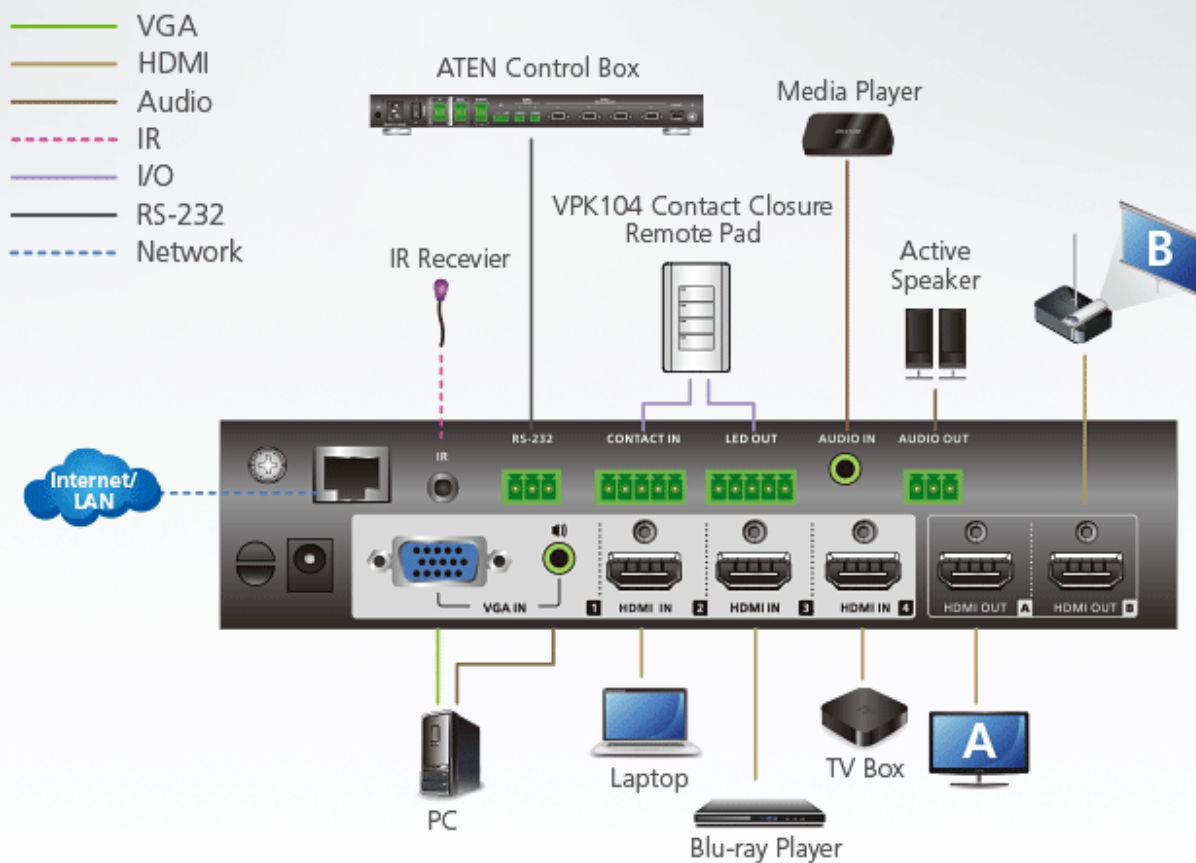 VGA
HDMI
Audio
IR
I/O
RS-232
Network
ATEN Control Box
Media Player
VPK104 Contact Closure
Remote Pad
IR Recevier
Active
Speaker
B
Internet/
LAN
IR
RS-232
CONTACT IN
LED OUT
AUDIO IN
AUDIO OUT
VGA IN
1
HDMI IN
2
HDMI IN
3
HDMI IN
4
HDMI OUT
A
HDMI OUT
B
PC
Laptop
Blu-ray Player
TV Box
A